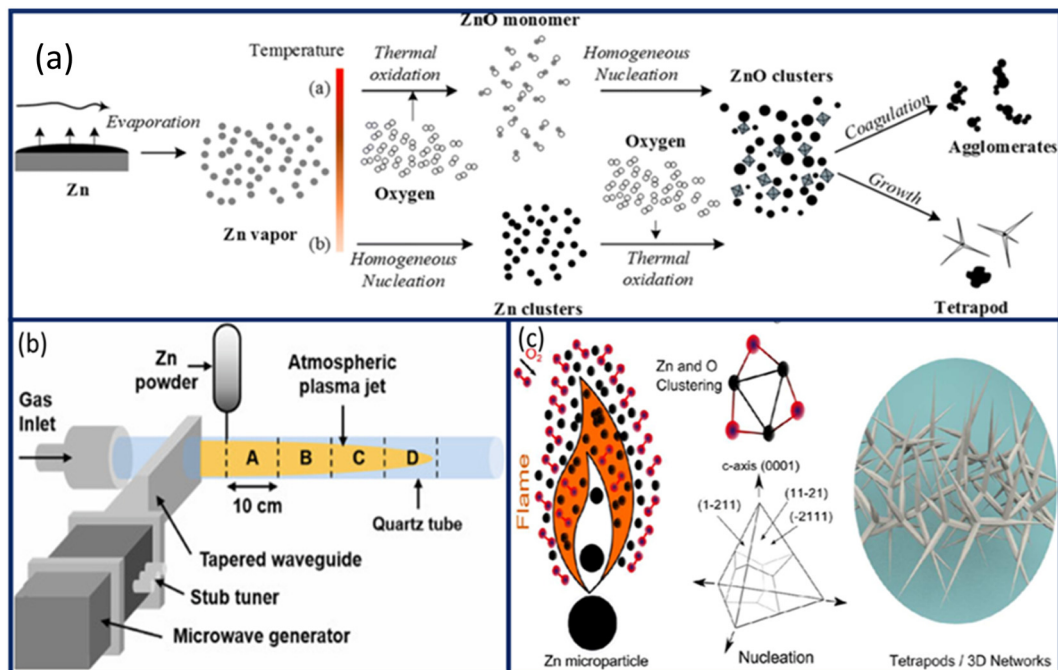 (a)
Temperature
(a)
(b)
Evaporation
Zn
Zn vapor
Thermal
oxidation
Oxygen
Homogeneous
Nucleation
ZnO monomer
Zn clusters
Homogeneous
Nucleation
Oxygen
Thermal
oxidation
ZnO clusters
Coagulation
Agglomerates
Growth
Tetrapod
(b)
Zn
powder
Gas
Inlet
Atmospheric
plasma jet
A
B
C
D
10 cm
Quartz tube
Tapered waveguide
Stub tuner
Microwave generator
(c)
O2
Flame
Zn microparticle
Zn and O
Clustering
c-axis (0001)
(1-211)
(11-21)
(-2111)
Nucleation
Tetrapods / 3D Networks